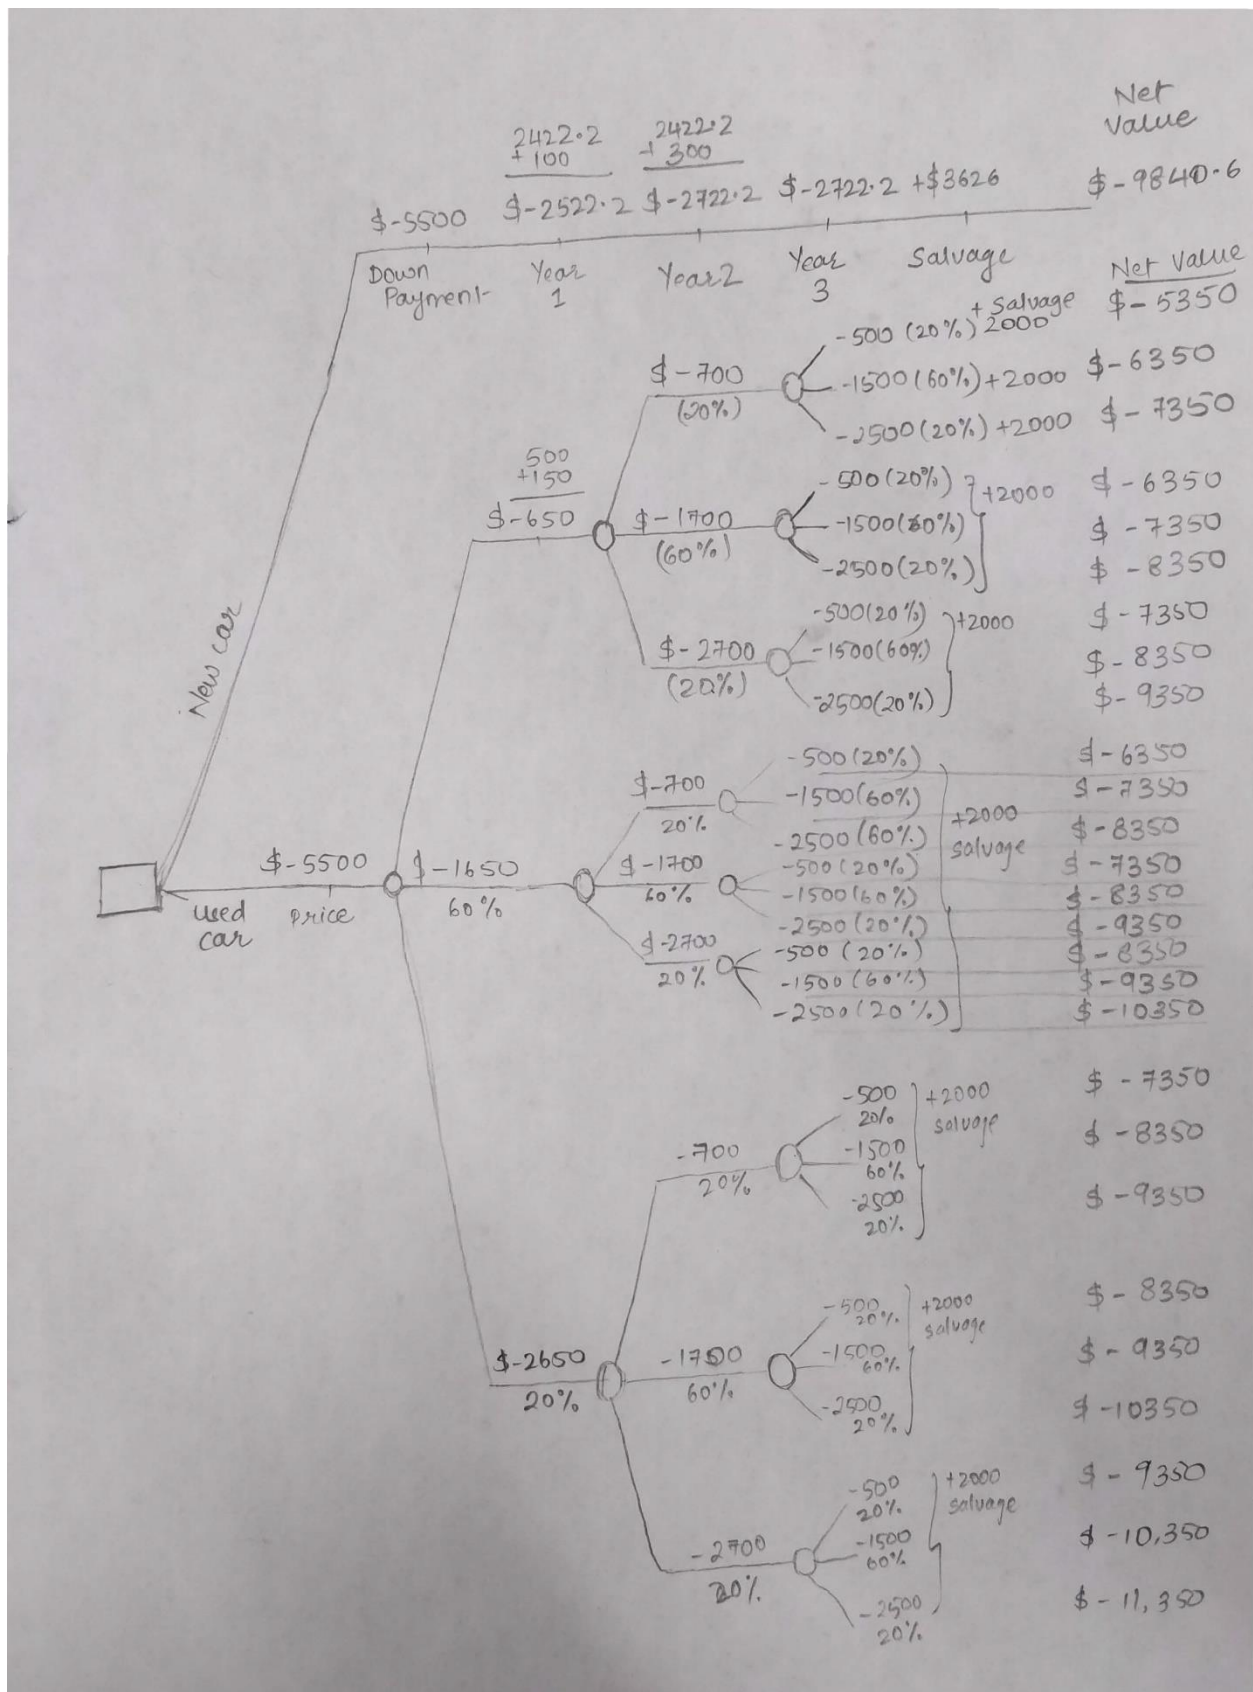 Net
Value
2422.2
+ 100
2422.2
+ 300
$-5500 $-2522.2 $-2722.2 $-2722.2 +$3626 $-9840.6
Down
Payment
Year
1
Year2
Year
3
Salvage
Net Value
+ Salvage $-5350
-500 (20%) 2000
$-700
(20%)
-1500 (60%) +2000 $-6350
-2500 (20%) +2000 $-7350
500
+150
$-650
-500 (20%) +2000 $-6350
$-1700
(60%)
-1500 (60%) $-7350
-2500 (20%) $-8350
-500 (20%) +2000 $-7350
$-2700
(20%)
-1500 (60%) $-8350
-2500 (20%) $-9350
New car
-500 (20%) $-6350
$-700
20%
-1500 (60%) $-7350
+2000
salvage
-2500 (60%) $-8350
$-1700
60%
-500 (20%) $-7350
$-5500 $-1650
60%
used
car
price
-1500 (60%) $-8350
-2500 (20%) $-9350
$-2700
20%
-500 (20%) $-8350
-1500 (60%) $-9350
-2500 (20%) $-10350
-500
20%
+2000
salvage
$-7350
-700
20%
-1500
60%
$-8350
-2500
20%
$-9350
-500
20%
+2000
salvage
$-8350
$-2650
20%
-1700
60%
-1500
60%
$-9350
-2500
20%
$-10350
-500
20%
+2000
salvage
$-9350
-2700
20%
-1500
60%
$-10,350
-2500
20%
$-11,350